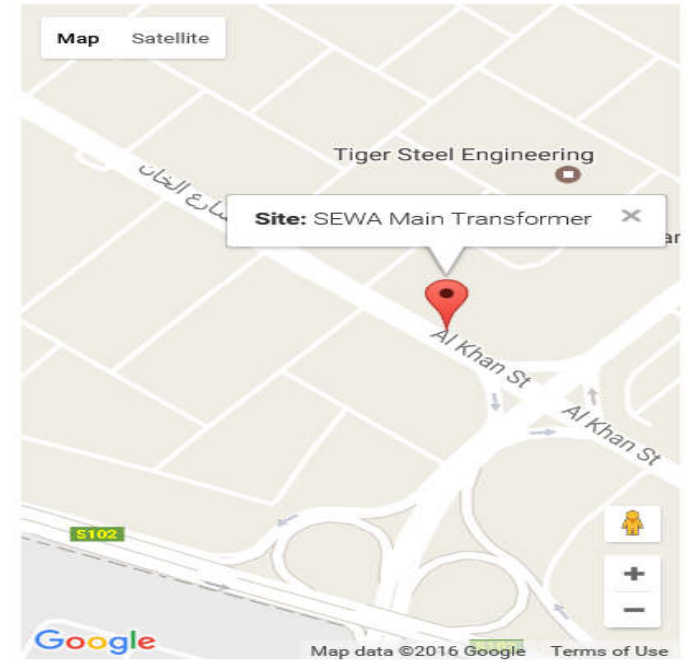 Map Satellite
Tiger Steel Engineering
شارع الخان
Site: SEWA Main Transformer ×
ar
Al Khan St
Al Khan St
S102
Google
Map data ©2016 Google Terms of Use